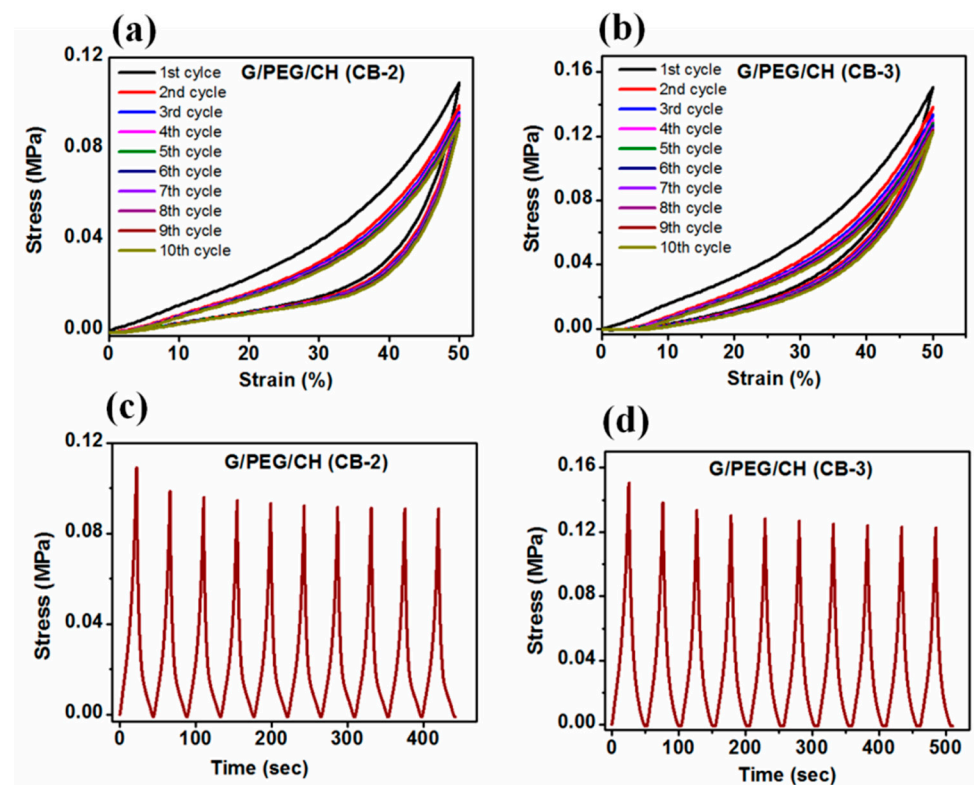 (a)
G/PEG/CH (CB-2)
1st cylce
2nd cycle
3rd cycle
4th cycle
5th cycle
6th cycle
7th cycle
8th cycle
9th cycle
10th cycle
0.12
0.08
0.04
0.00
Stress (MPa)
0 10 20 30 40 50
Strain (%)
(b)
G/PEG/CH (CB-3)
1st cycle
2nd cycle
3rd cycle
4th cycle
5th cycle
6th cycle
7th cycle
8th cycle
9th cycle
10th cycle
0.16
0.12
0.08
0.04
0.00
Stress (MPa)
0 10 20 30 40 50
Strain (%)
(c)
G/PEG/CH (CB-2)
0.12
0.08
0.04
0.00
Stress (MPa)
0 100 200 300 400
Time (sec)
(d)
G/PEG/CH (CB-3)
0.16
0.12
0.08
0.04
0.00
Stress (MPa)
0 100 200 300 400 500
Time (sec)